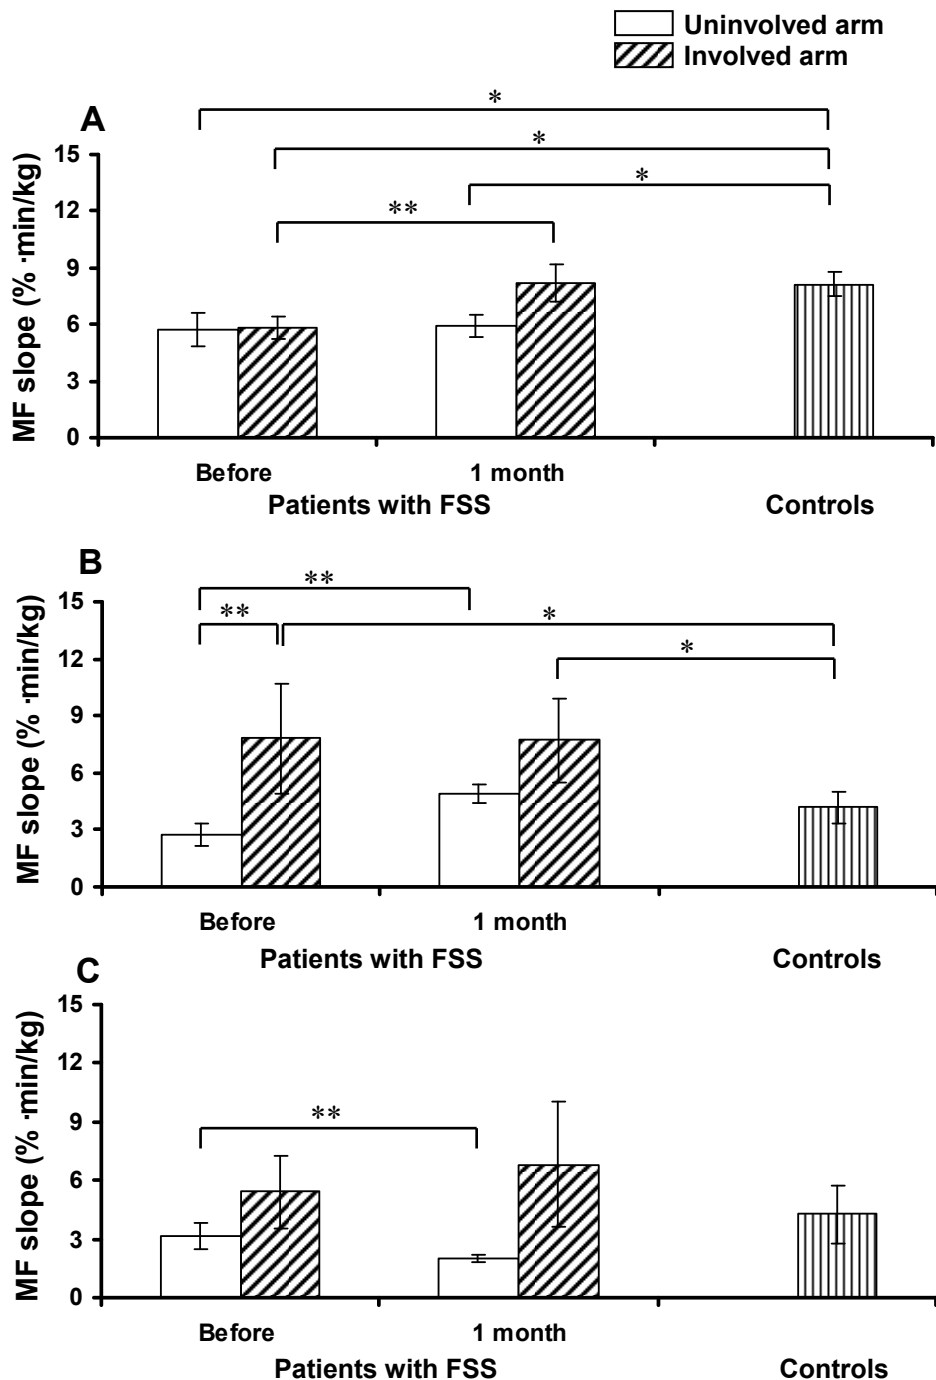 Uninvolved arm
Involved arm
A
*
*
*
**
15
12
9
6
3
0
MF slope (% ·min/kg)
Before
1 month
Patients with FSS
Controls
B
**
**
*
*
15
12
9
6
3
0
MF slope (% ·min/kg)
Before
1 month
Patients with FSS
Controls
C
**
15
12
9
6
3
0
MF slope (% ·min/kg)
Before
1 month
Patients with FSS
Controls